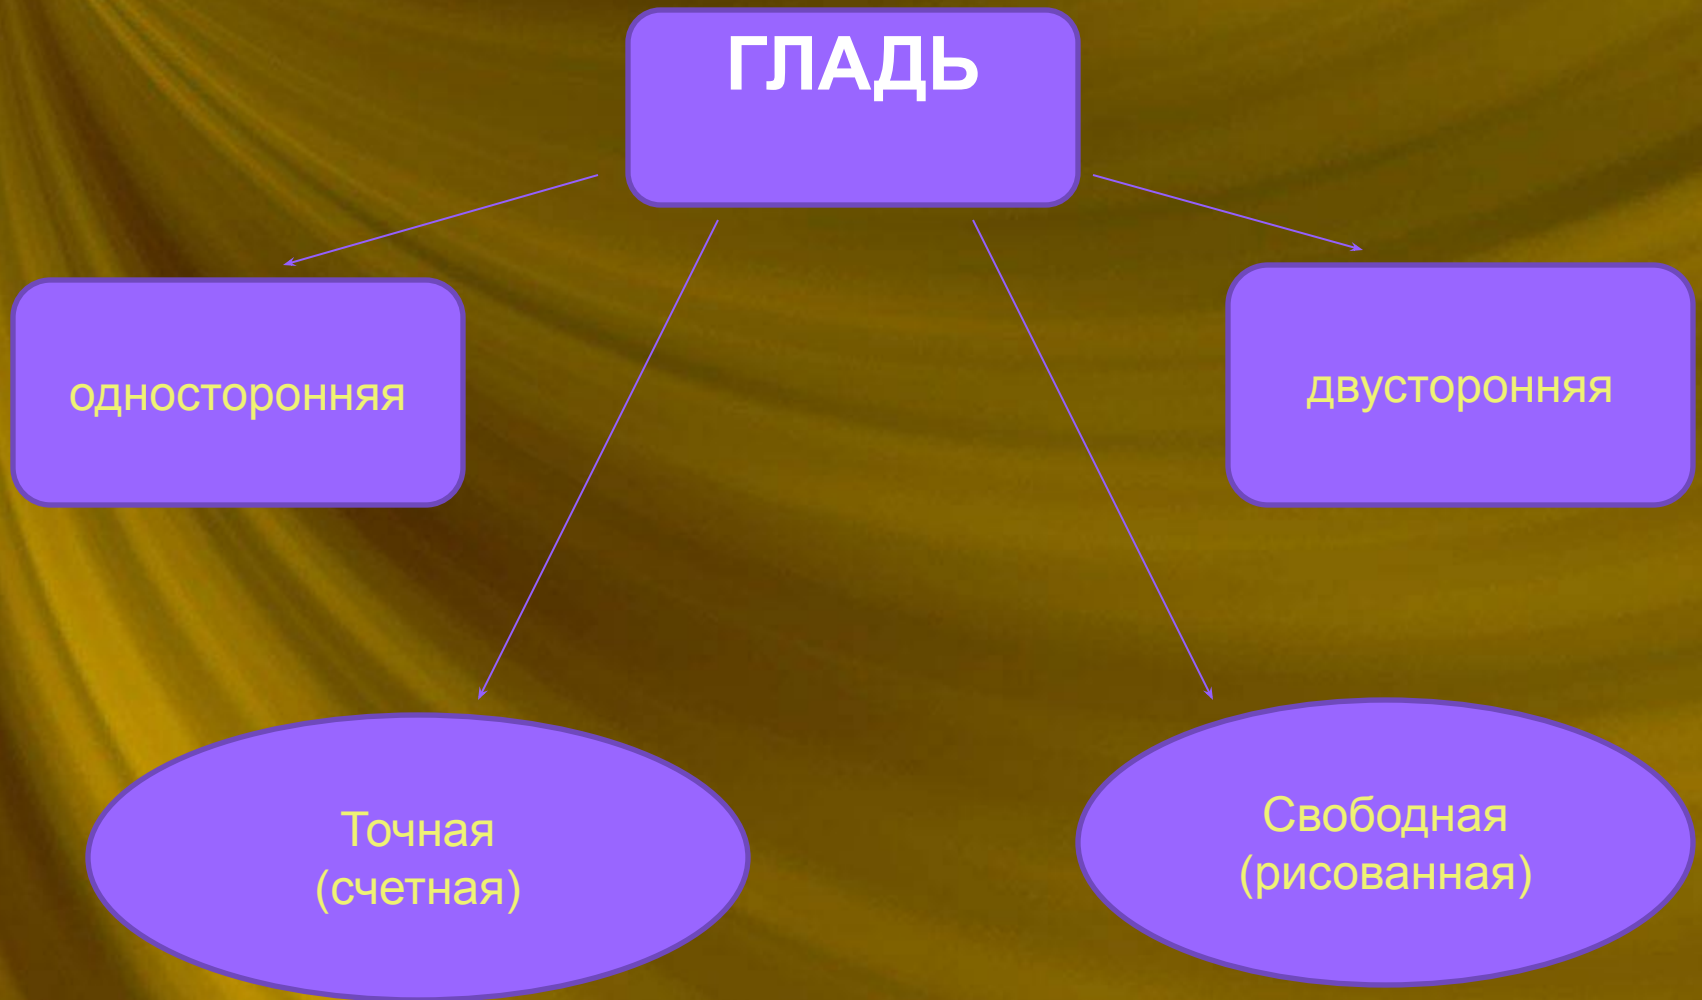 ГЛАДЬ
односторонняя
двусторонняя
Точная
(счетная)
Свободная
(рисованная)